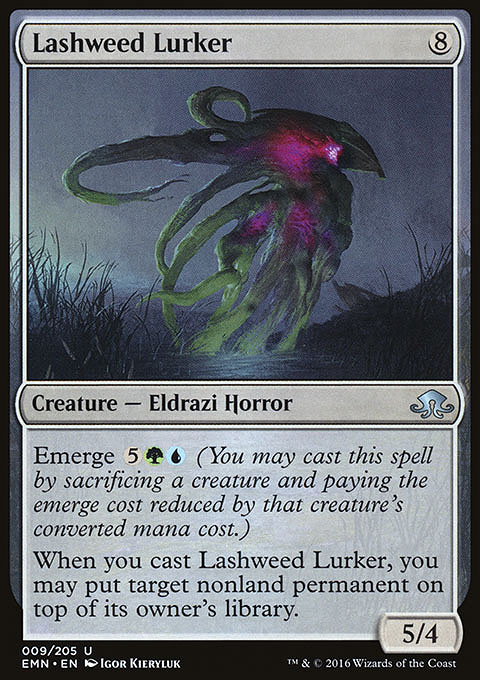 Lashweed Lurker 8
Creature — Eldrazi Horror
Emerge 5 (You may cast this spell
by sacrificing a creature and paying the
emerge cost reduced by that creature's
converted mana cost.)
When you cast Lashweed Lurker, you
may put target nonland permanent on
top of its owner's library.
5/4
009/205 U
EMN • EN Igor Kieryluk
™ & © 2016 Wizards of the Coast